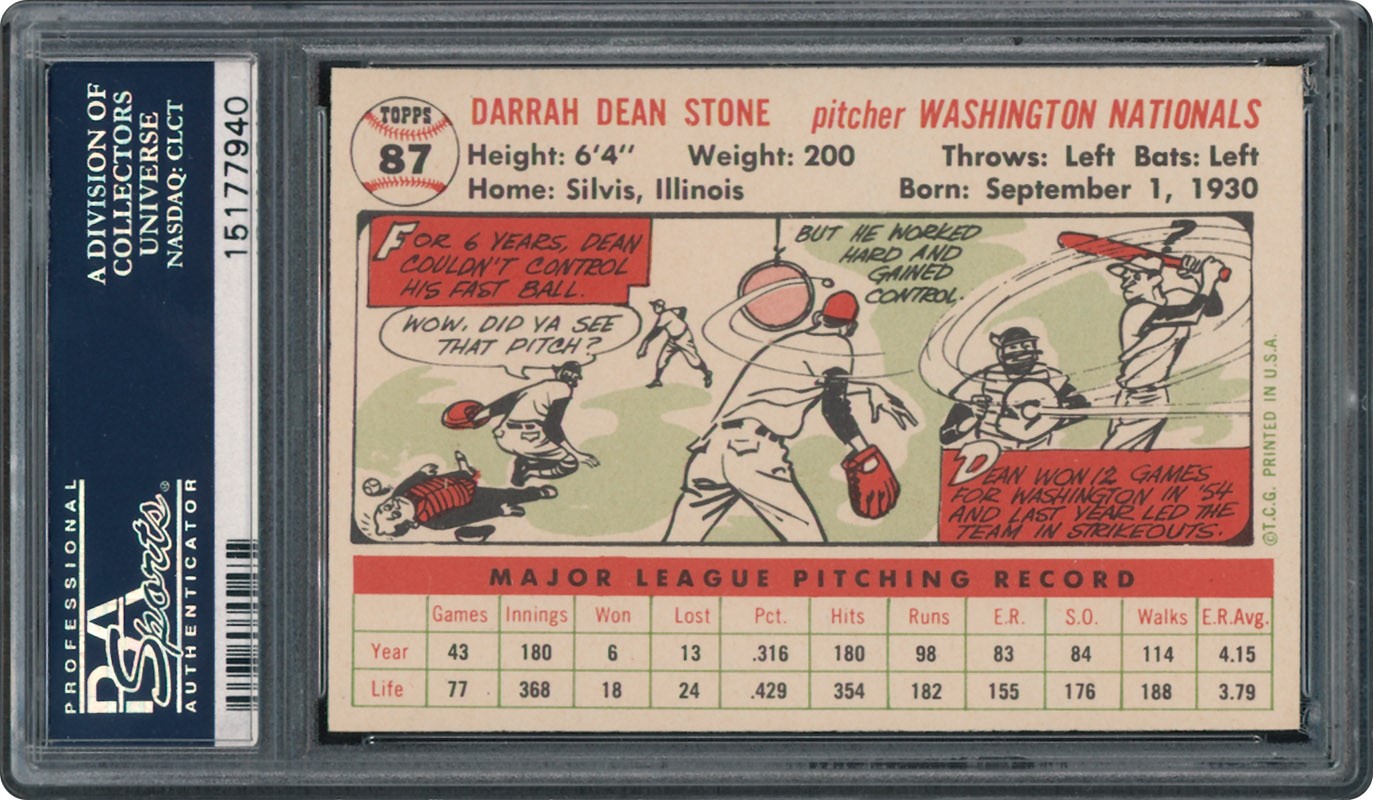 A DIVISION OF
COLLECTORS
UNIVERSE
NASDAQ: CLCT
15177940
PROFESSIONAL
PSA
Sports®
AUTHENTICATOR
TOPPS
87
DARRAH DEAN STONE pitcher WASHINGTON NATIONALS
Height: 6'4" Weight: 200 Throws: Left Bats: Left
Home: Silvis, Illinois Born: September 1, 1930
FOR 6 YEARS, DEAN
COULDN'T CONTROL
HIS FAST BALL.
WOW, DID YA SEE
THAT PITCH?
BUT HE WORKED
HARD AND
GAINED
CONTROL.
?
DEAN WON 12 GAMES
FOR WASHINGTON IN '54
AND LAST YEAR LED THE
TEAM IN STRIKEOUTS.
©T.C.G. PRINTED IN U.S.A.
MAJOR LEAGUE PITCHING RECORD
Games Innings Won Lost Pct. Hits Runs E.R. S.O. Walks E.R.Avg.
Year 43 180 6 13 .316 180 98 83 84 114 4.15
Life 77 368 18 24 .429 354 182 155 176 188 3.79